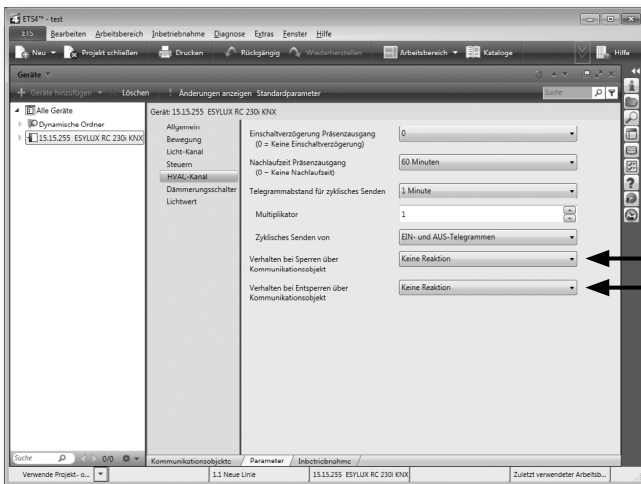 ETS4™ - test
ETS Bearbeiten Arbeitsbereich Inbetriebnahme Diagnose Extras Fenster Hilfe
Neu Projekt schließen Drucken Rückgängig Wiederherstellen Arbeitsbereich Kataloge Hilfe
Geräte
Geräte hinzufügen Löschen Änderungen anzeigen Standardparameter Suche
Alle Geräte
Dynamische Ordner
15.15.255 ESYLUX RC 230i KNX
Gerät: 15.15.255 ESYLUX RC 230i KNX
Allgemein
Bewegung
Licht-Kanal
Steuern
HVAC-Kanal
Dämmerungsschalter
Lichtwert
Einschaltverzögerung Präsenzausgang
(0 = Keine Einschaltverzögerung)
0
Nachlaufzeit Präsenzausgang
(0 = Keine Nachlaufzeit)
60 Minuten
Telegrammabstand für zyklisches Senden
1 Minute
Multiplikator
1
Zyklisches Senden von
EIN- und AUS-Telegrammen
Verhalten bei Sperren über
Kommunikationsobjekt
Keine Reaktion
Verhalten bei Entsperren über
Kommunikationsobjekt
Keine Reaktion
Suche 0/0
Kommunikationsobjekte Parameter Inbetriebnahme
Verwende Projekt- o... 1.1 Neue Linie 15.15.255 ESYLUX RC 230i KNX Zuletzt verwendeter Arbeitsb...